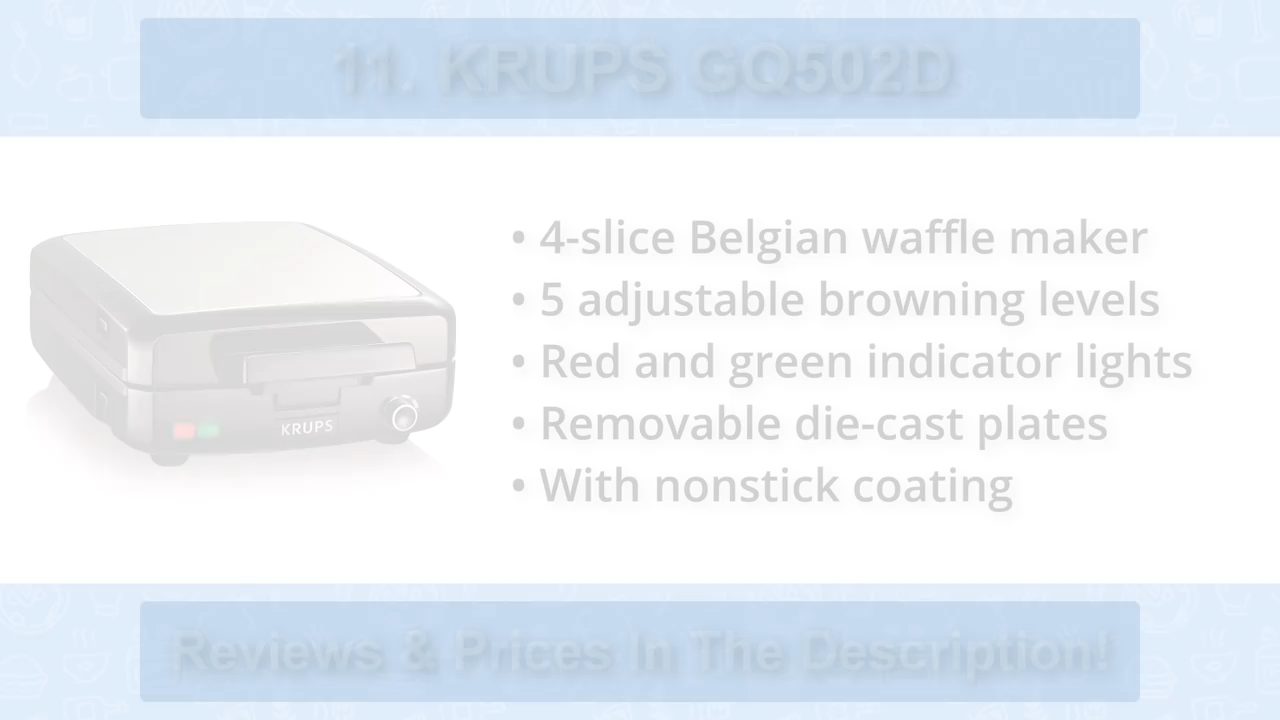 11. KRUPS GQ502D
• 4-slice Belgian waffle maker
• 5 adjustable browning levels
• Red and green indicator lights
• Removable die-cast plates
• With nonstick coating
KRUPS
Reviews & Prices In The Description!